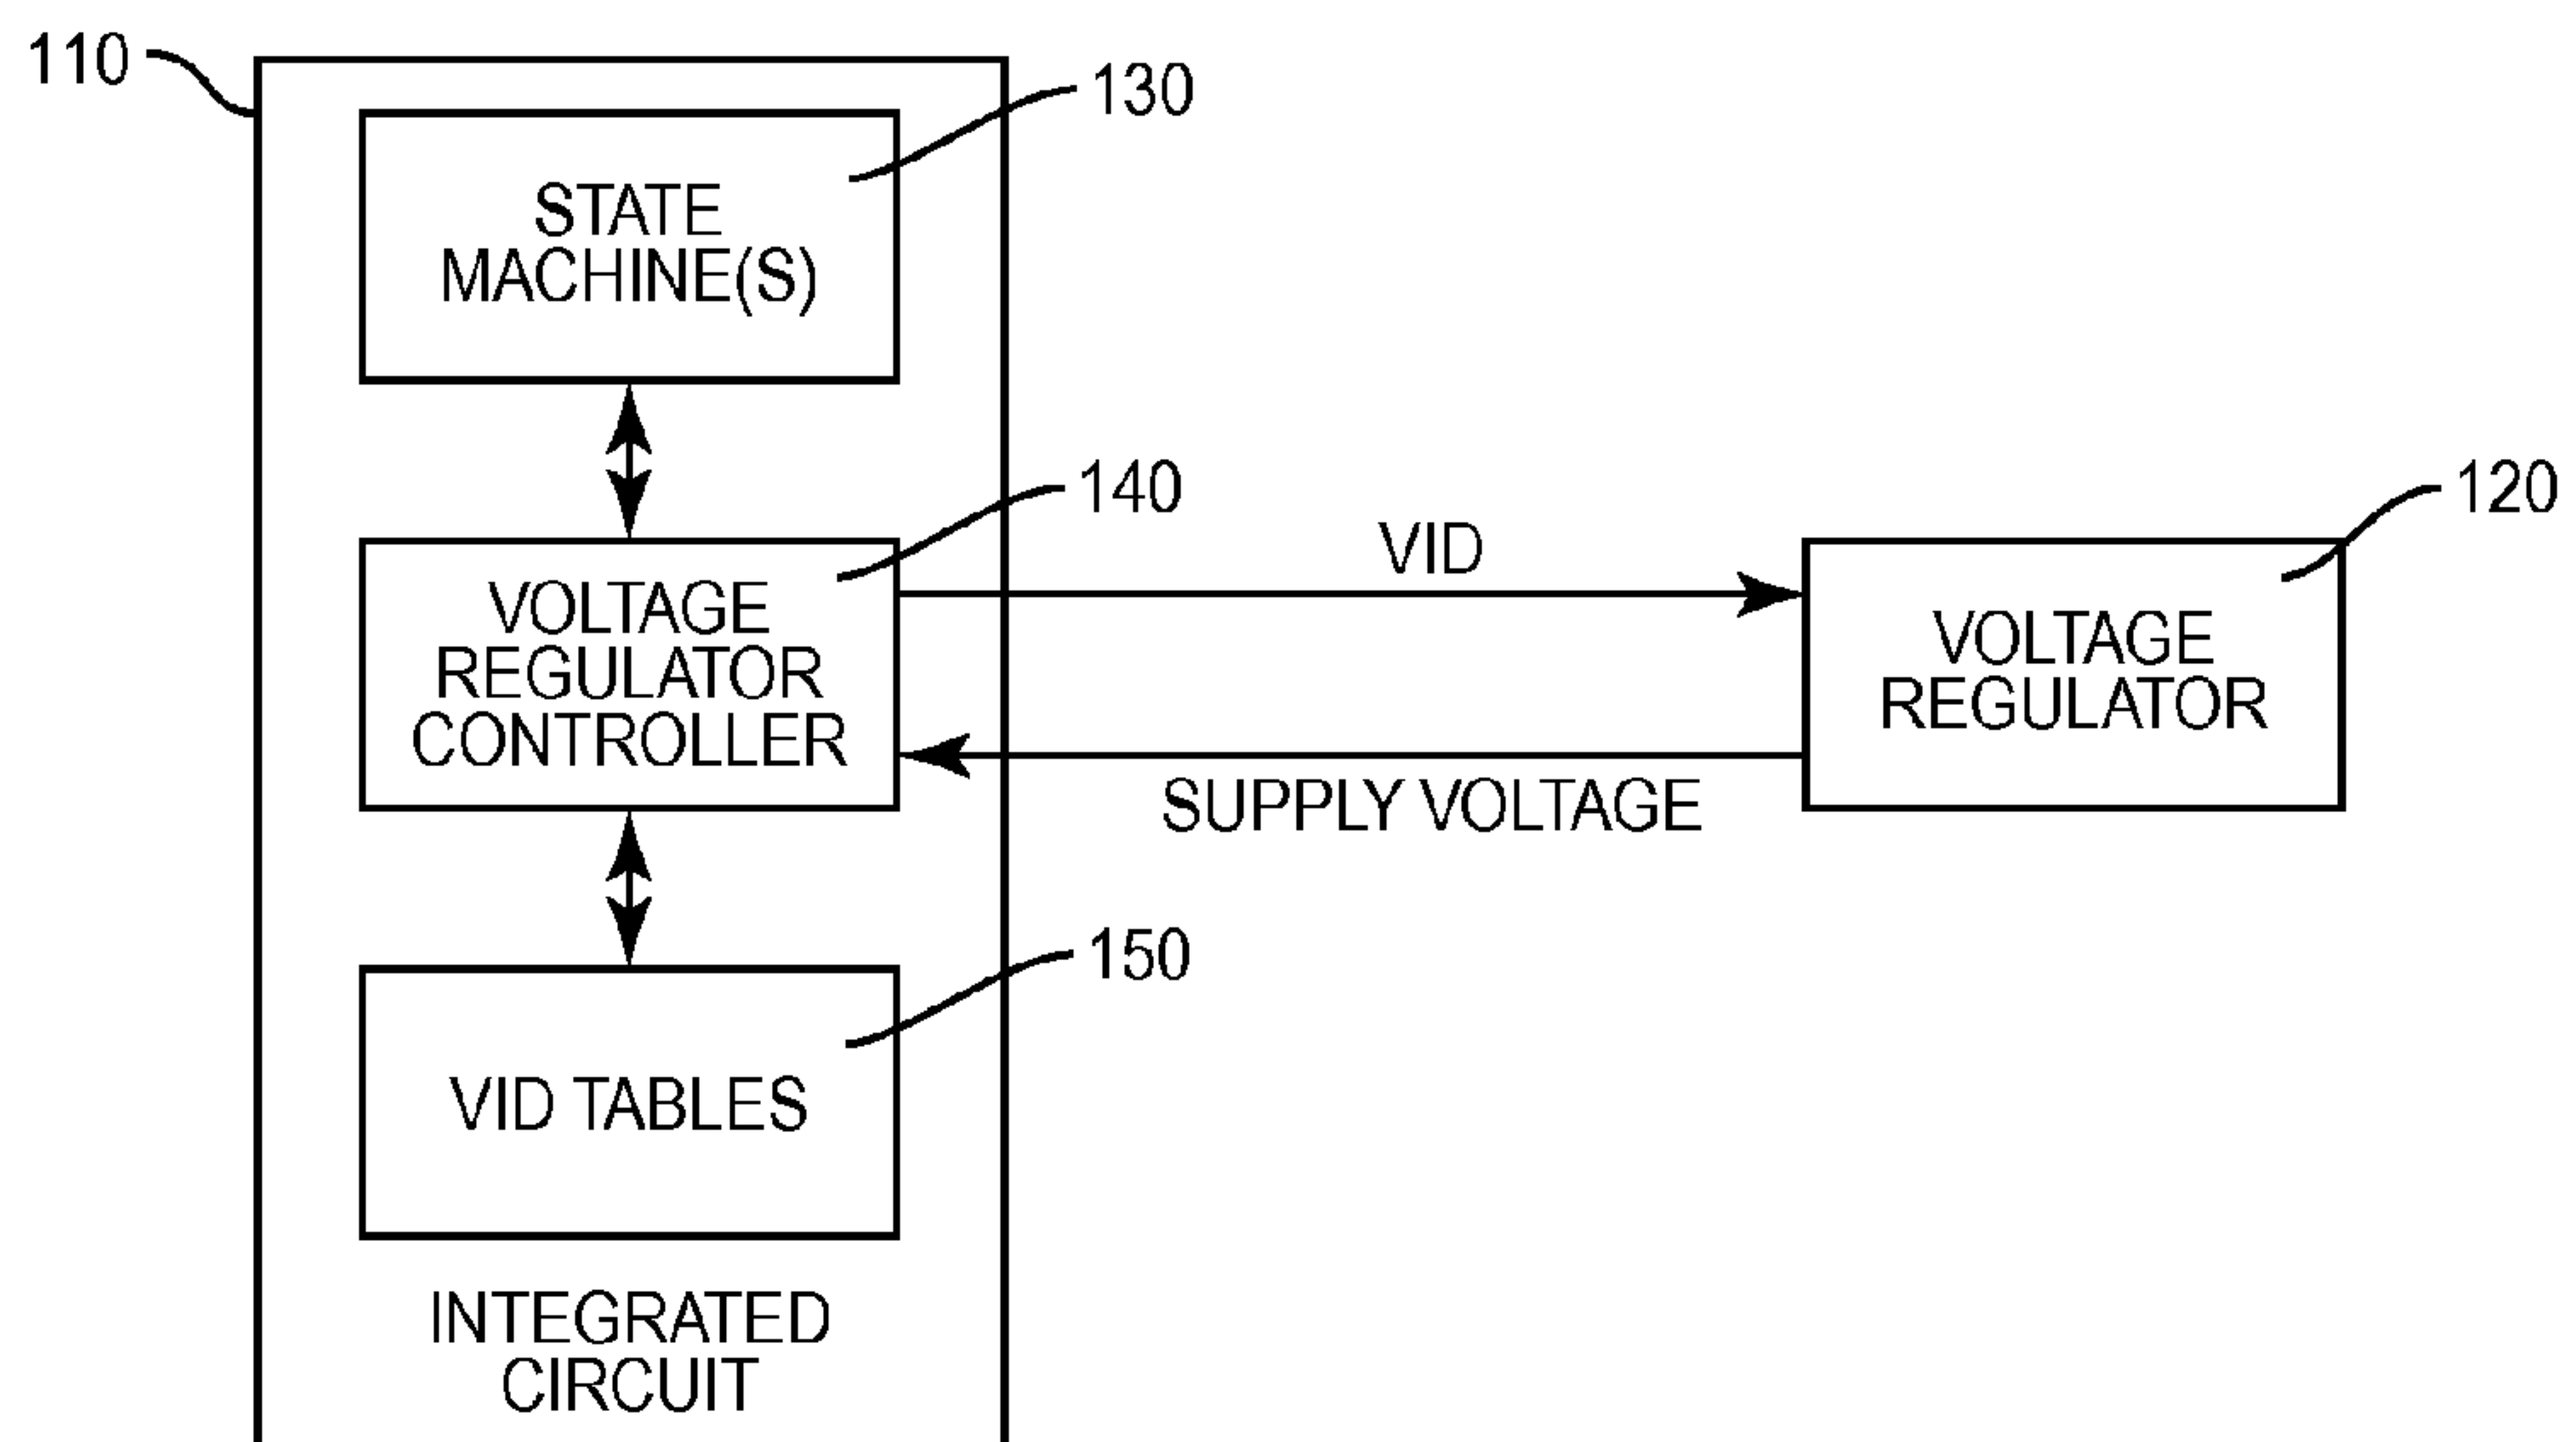 110
130
STATE
MACHINE(S)
140
120
VID
VOLTAGE
REGULATOR
CONTROLLER
VOLTAGE
REGULATOR
SUPPLY VOLTAGE
150
VID TABLES
INTEGRATED
CIRCUIT